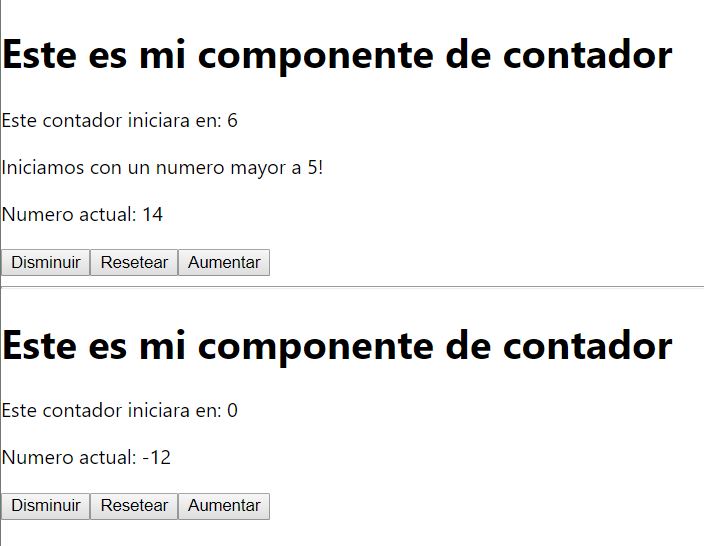 Este es mi componente de contador
Este contador iniciara en: 6
Iniciamos con un numero mayor a 5!
Numero actual: 14
Disminuir Resetear Aumentar
Este es mi componente de contador
Este contador iniciara en: 0
Numero actual: -12
Disminuir Resetear Aumentar